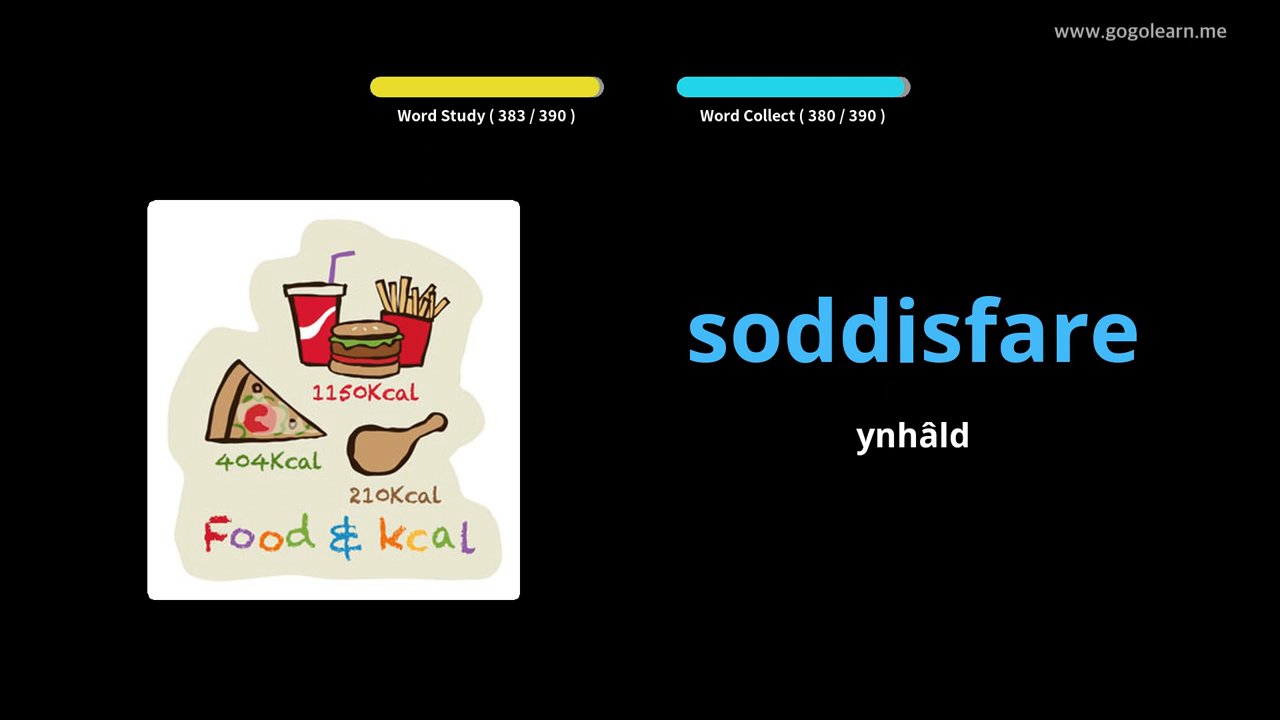 www.gogolearn.me
Word Study ( 383 / 390 )
Word Collect ( 380 / 390 )
1150Kcal
404Kcal
210Kcal
Food & kcal
soddisfare
ynhâld